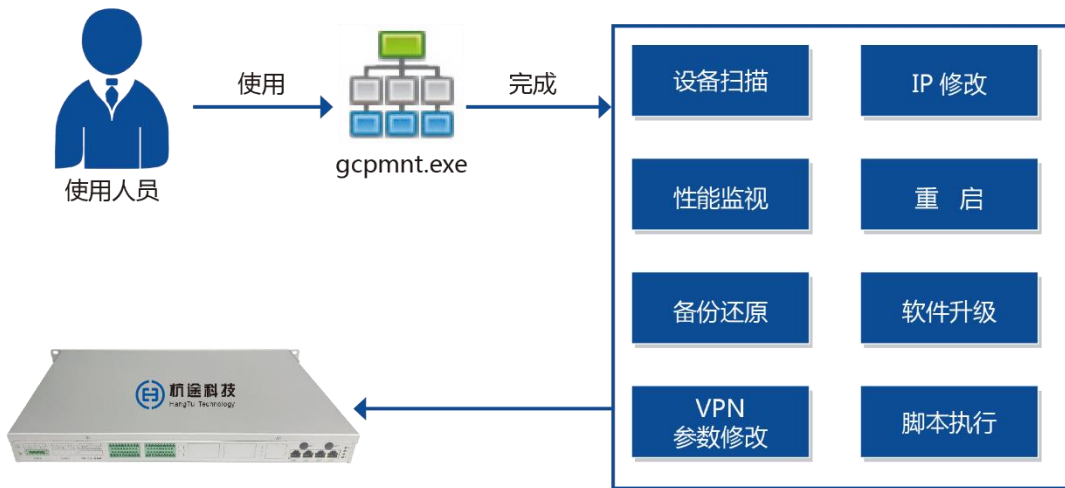 使用
完成
使用人员
gcpmnt.exe
设备扫描
IP 修改
性能监视
重 启
备份还原
软件升级
VPN
参数修改
脚本执行
杭途科技
HangTu Technology